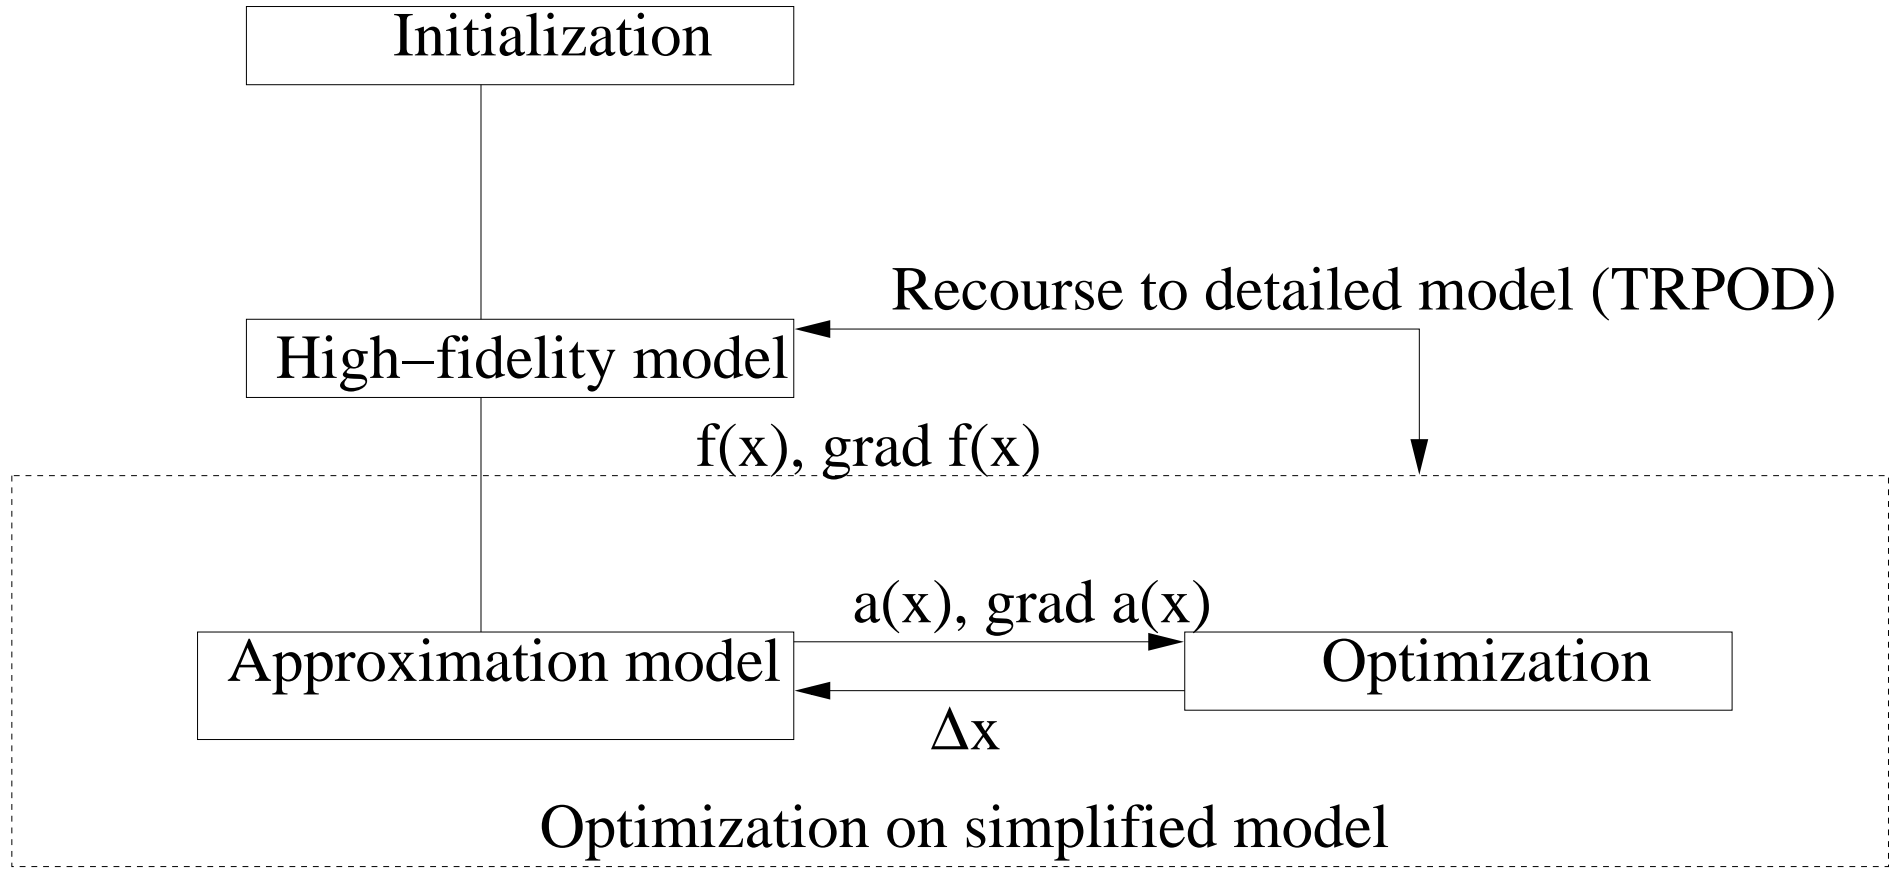 Initialization
Recourse to detailed model (TRPOD)
High−fidelity model
f(x), grad f(x)
a(x), grad a(x)
Approximation model
Optimization
Δx
Optimization on simplified model